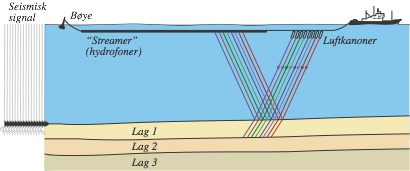 Seismisk
signal
Bøye
“Streamer”
(hydrofoner)
Luftkanoner
Lag 1
Lag 2
Lag 3